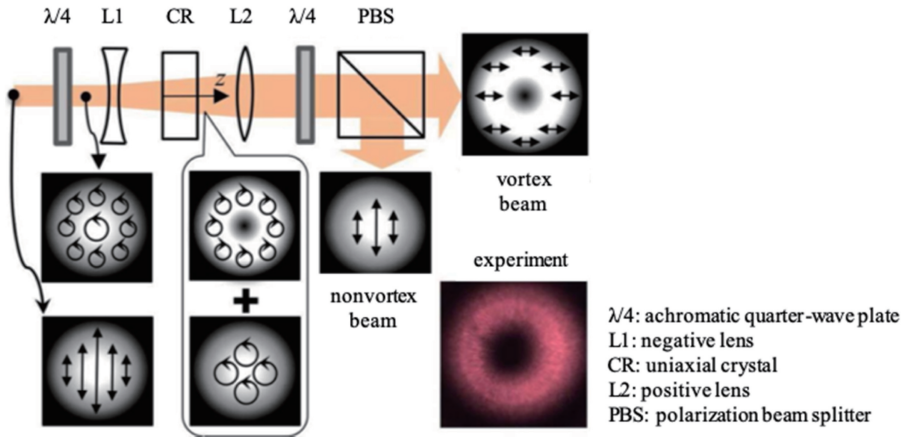 λ/4 L1 CR L2 λ/4 PBS
z
vortex
beam
nonvortex
beam
experiment
λ/4: achromatic quarter-wave plate
L1: negative lens
CR: uniaxial crystal
L2: positive lens
PBS: polarization beam splitter